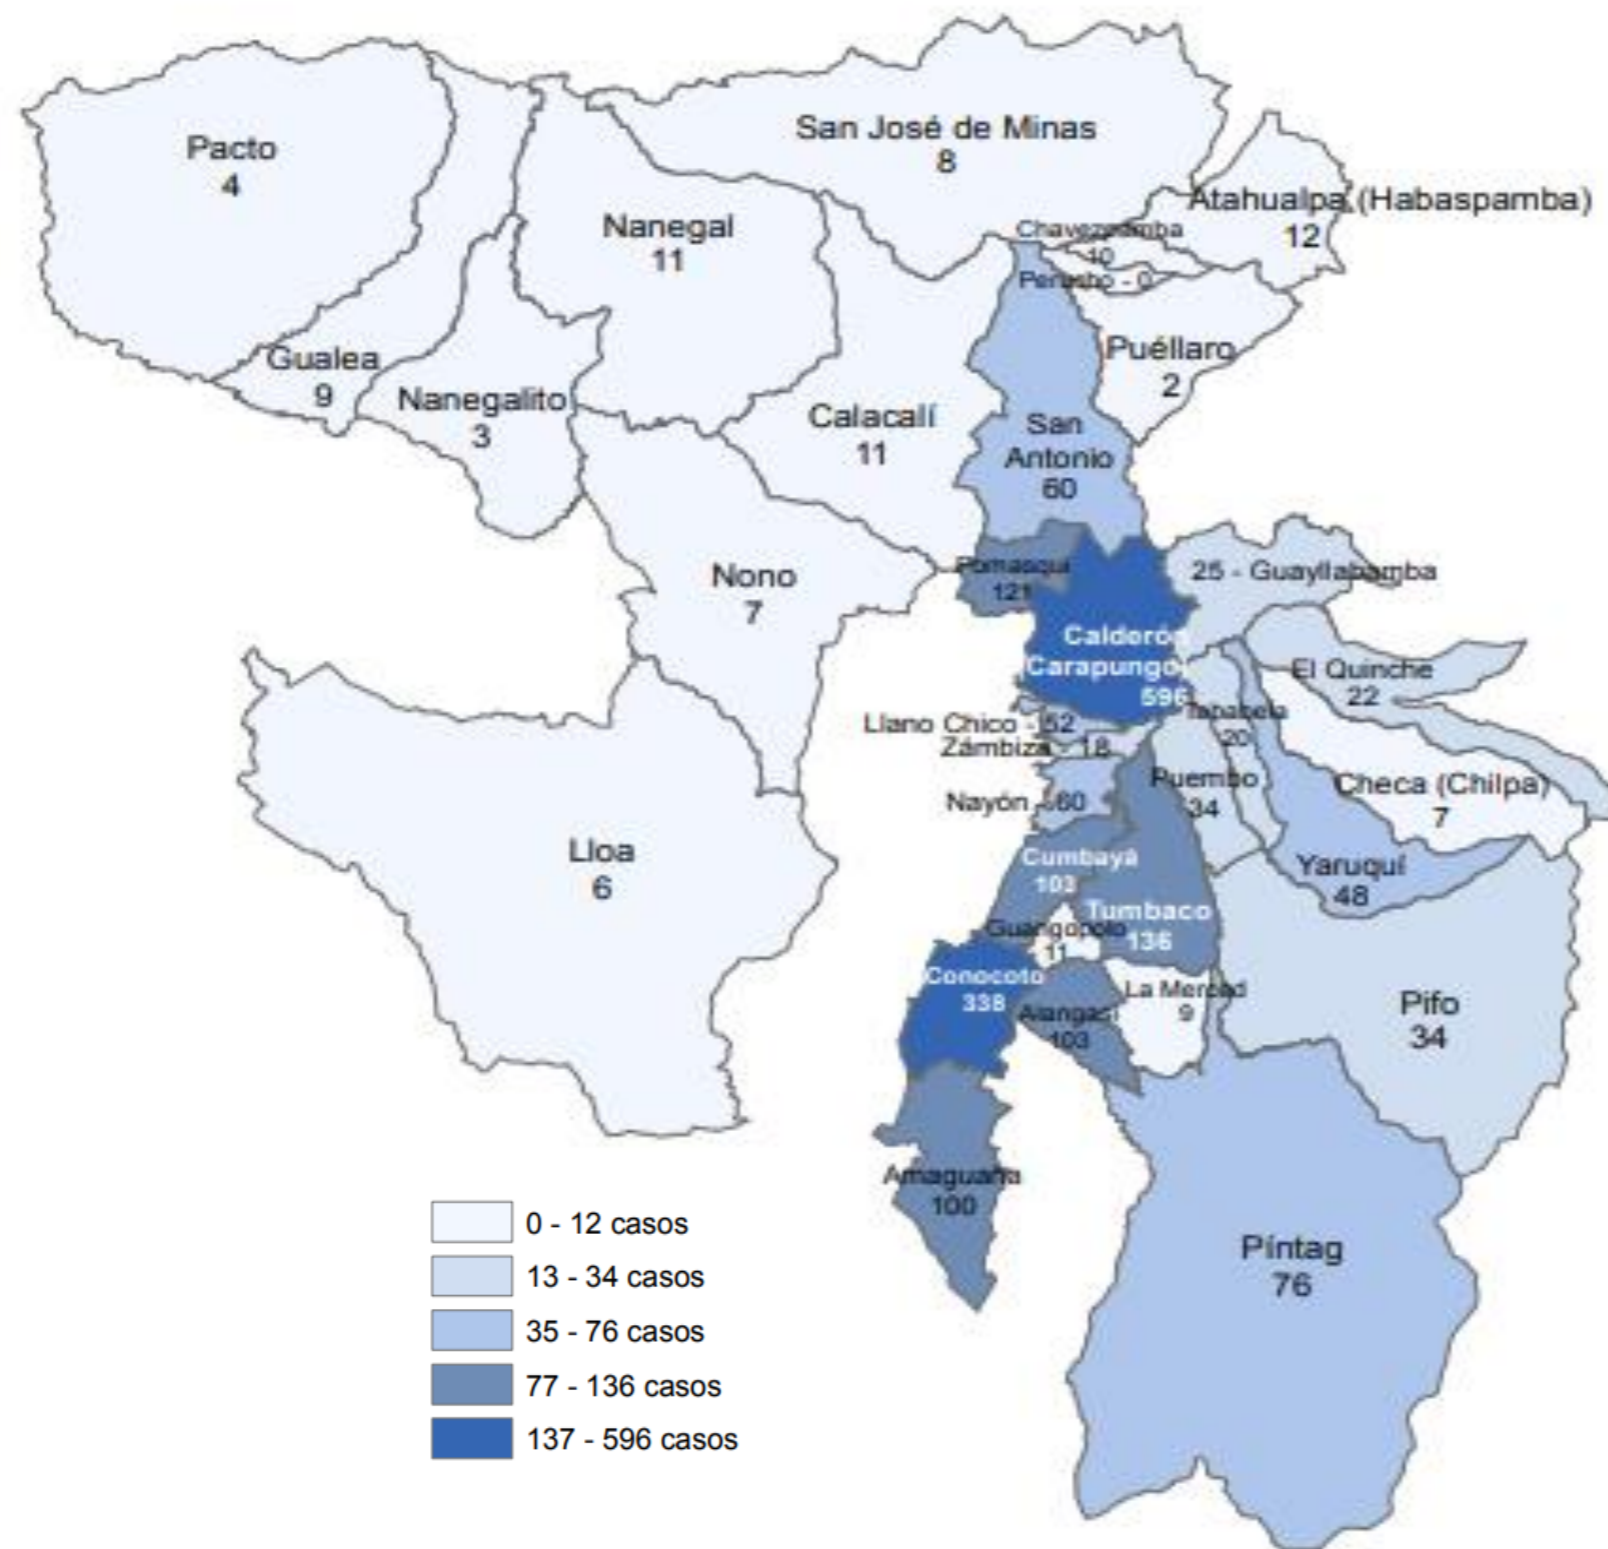 Pacto
4
San José de Minas
8
Atahualpa (Habaspamba)
12
Nanegal
11
Chavezpamba
10
Perucho - 0
Puéllaro
2
Gualea
9
Nanegalito
3
Calacalí
11
San
Antonio
60
Nono
7
Pomasqui
121
25 - Guayllabamba
Calderón
(Carapungo)
596
El Quinche
22
Tababela
20
Llano Chico - 52
Zámbiza - 18
Nayón - 60
Puembo
34
Checa (Chilpa)
7
Lloa
6
Cumbayá
103
Yaruquí
48
Tumbaco
136
Guangopolo
11
Conocoto
338
Alangasí
103
La Merced
9
Pifo
34
Amaguaña
100
Píntag
76
0 - 12 casos
13 - 34 casos
35 - 76 casos
77 - 136 casos
137 - 596 casos